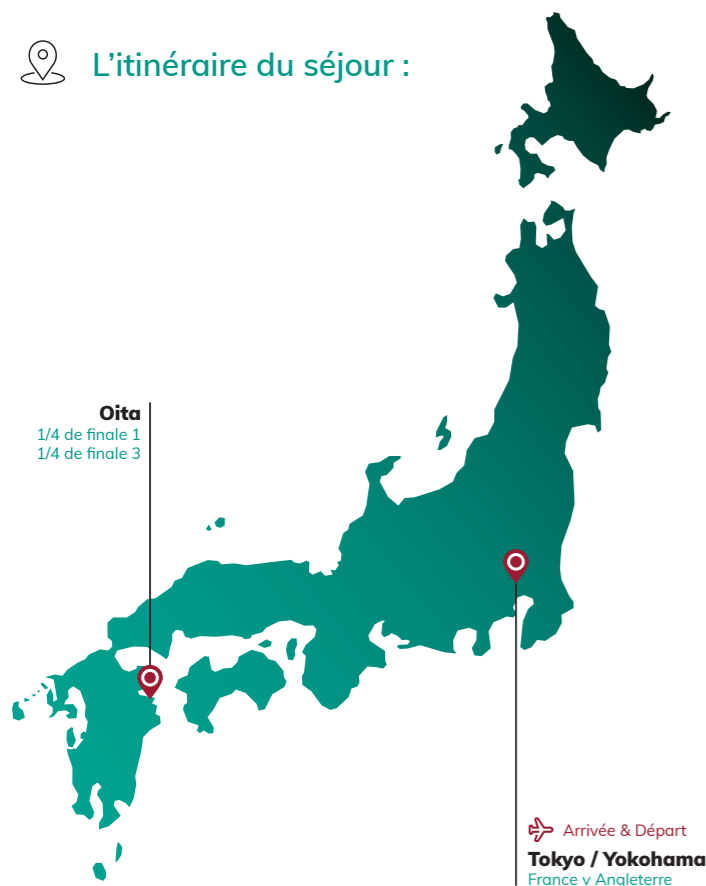 L'itinéraire du séjour :
Oita
1/4 de finale 1
1/4 de finale 3
Arrivée & Départ
Tokyo / Yokohama
France v Angleterre